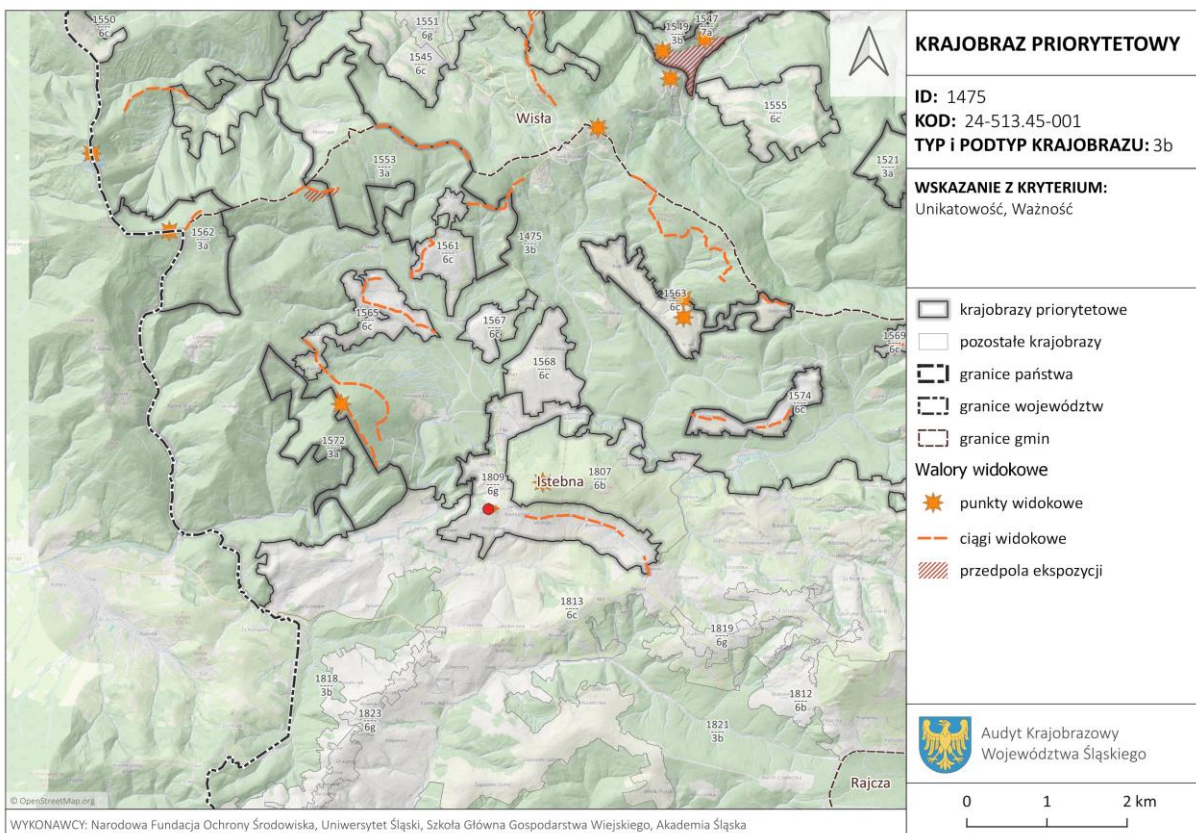 1550
6c
1551
6g
1545
6c
1549
3b
1547
7a
1555
6c
Wisła
1553
3a
1521
3a
1562
3a
1561
6c
1475
3b
1563
6c
1565
6c
1567
6c
1568
6c
1569
6c
1574
6c
1572
3a
1809
6g
Istebna
1807
6b
1813
6c
1819
6g
1818
3b
1823
6g
1812
6b
1821
3b
Rajcza
© OpenStreetMap.org
WYKONAWCY: Narodowa Fundacja Ochrony Środowiska, Uniwersytet Śląski, Szkoła Główna Gospodarstwa Wiejskiego, Akademia Śląska
KRAJOBRAZ PRIORYTETOWY
ID: 1475
KOD: 24-513.45-001
TYP i PODTYP KRAJOBRAZU: 3b
WSKAZANIE Z KRYTERIUM:
Unikatowość, Ważność
krajobrazy priorytetowe
pozostałe krajobrazy
granice państwa
granice województw
granice gmin
Walory widokowe
punkty widokowe
ciągi widokowe
przedpola ekspozycji
Audyt Krajobrazowy
Województwa Śląskiego
0 1 2 km